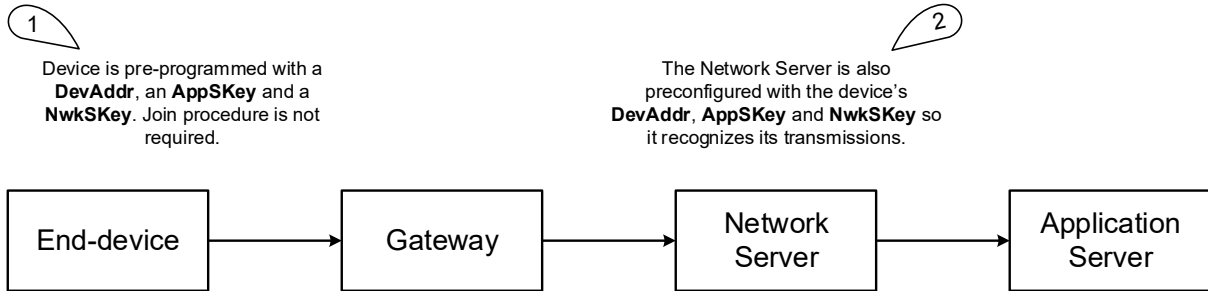 1
Device is pre-programmed with a
DevAddr, an AppSKey and a
NwkSKey. Join procedure is not
required.
2
The Network Server is also
preconfigured with the device's
DevAddr, AppSKey and NwkSKey so
it recognizes its transmissions.
End-device
Gateway
Network
Server
Application
Server